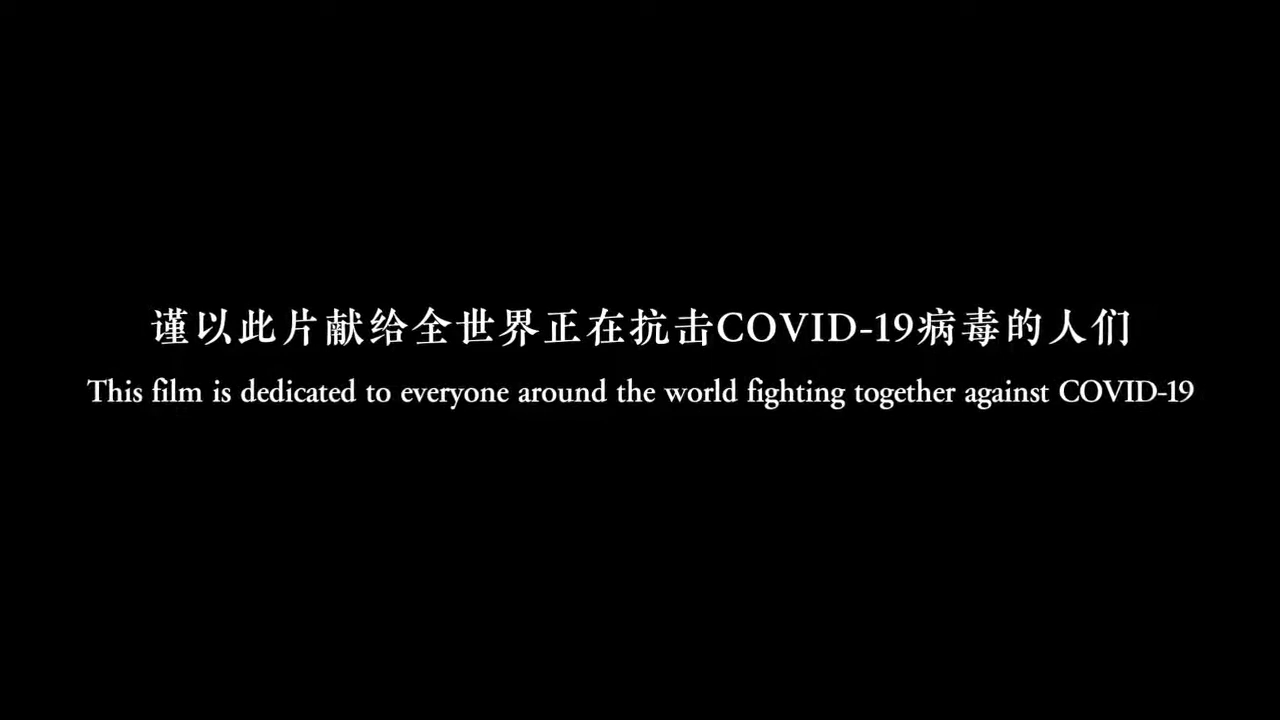 谨以此片献给全世界正在抗击COVID-19病毒的人们
This film is dedicated to everyone around the world fighting together against COVID-19